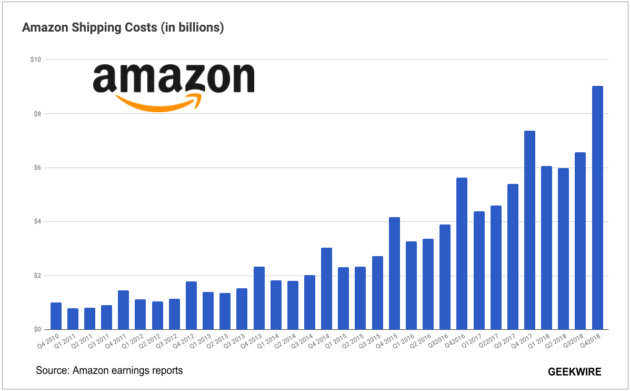 Amazon Shipping Costs (in billions)
amazon
$10
$8
$6
$4
$2
$0
Q4 2010
Q1 2011
Q2 2011
Q3 2011
Q4 2011
Q1 2012
Q2 2012
Q3 2012
Q4 2012
Q1 2013
Q2 2013
Q3 2013
Q4 2013
Q1 2014
Q2 2014
Q3 2014
Q4 2014
Q1 2015
Q2 2015
Q3 2015
Q4 2015
Q1 2016
Q2 2016
Q32016
Q42016
Q12017
Q22017
Q3 2017
Q4 2017
Q1 2018
Q2 2018
Q32018
Q42018
Source: Amazon earnings reports
GEEKWIRE